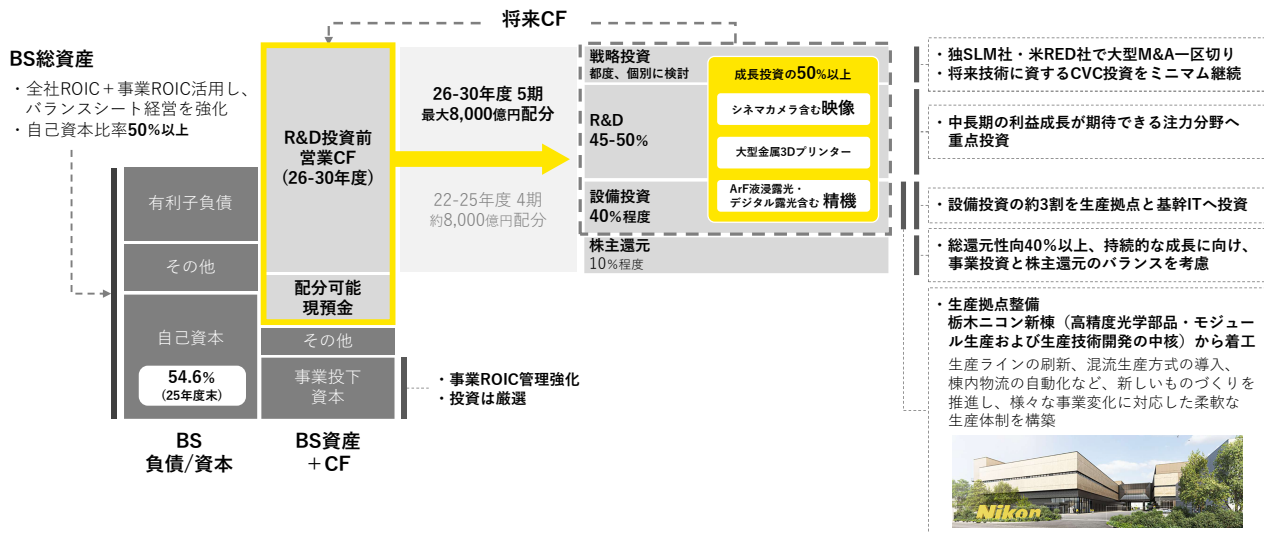 将来CF
BS総資産
・全社ROIC＋事業ROIC活用し、
バランスシート経営を強化
・自己資本比率50%以上
有利子負債
その他
自己資本
54.6%
(25年度末)
BS
負債/資本
R&D投資前
営業CF
(26-30年度)
配分可能
現預金
その他
事業投下
資本
BS資産
＋CF
・事業ROIC管理強化
・投資は厳選
26-30年度 5期
最大8,000億円配分
22-25年度 4期
約8,000億円配分
戦略投資
都度、個別に検討
R&D
45-50%
設備投資
40%程度
株主還元
10%程度
成長投資の50%以上
シネマカメラ含む映像
大型金属3Dプリンター
ArF液浸露光・
デジタル露光含む 精機
・独SLM社・米RED社で大型M&A一区切り
・将来技術に資するCVC投資をミニマム継続
・中長期の利益成長が期待できる注力分野へ
重点投資
・設備投資の約3割を生産拠点と基幹ITへ投資
・総還元性向40%以上、持続的な成長に向け、
事業投資と株主還元のバランスを考慮
・生産拠点整備
栃木ニコン新棟（高精度光学部品・モジュー
ル生産および生産技術開発の中核）から着工
生産ラインの刷新、混流生産方式の導入、
棟内物流の自動化など、新しいものづくりを
推進し、様々な事業変化に対応した柔軟な
生産体制を構築
Nikon